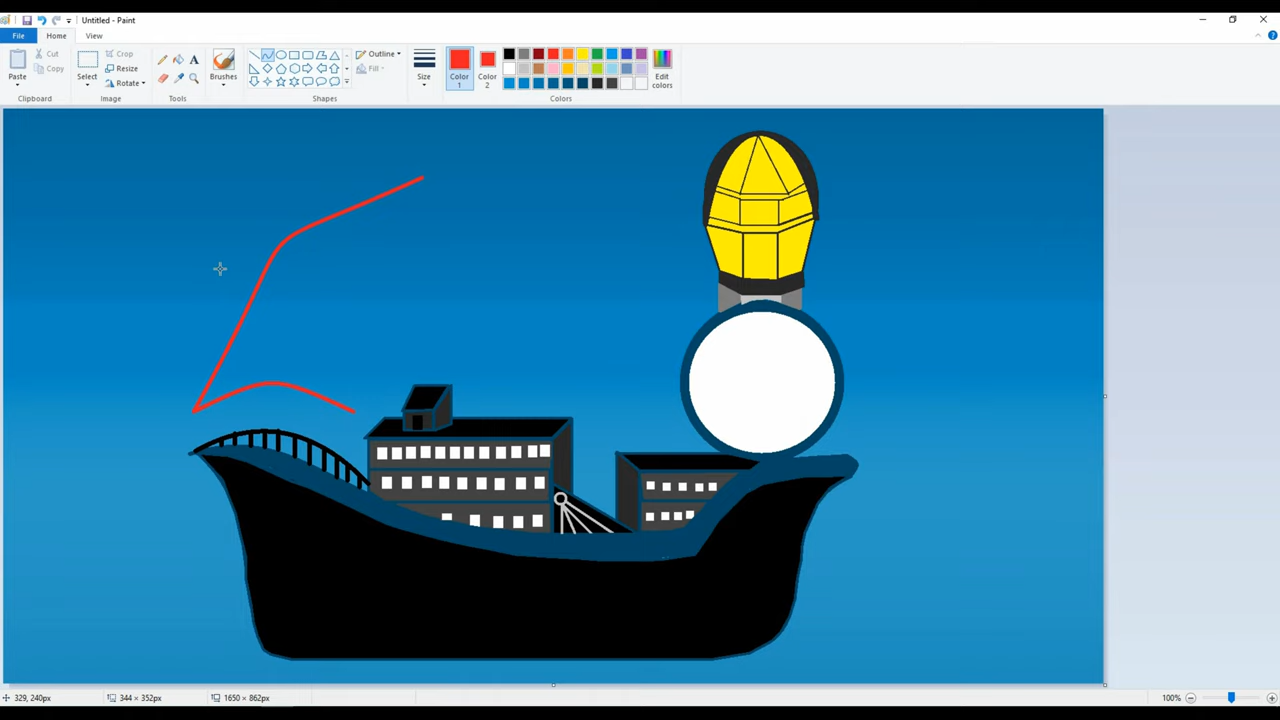 Untitled - Paint
File
Home
View
Paste
Cut
Copy
Clipboard
Select
Crop
Resize
Rotate
Image
A
Tools
Brushes
Outline
Fill
Shapes
Size
Color
1
Color
2
Edit
colors
Colors
329, 240px
344 × 352px
1650 × 862px
100%